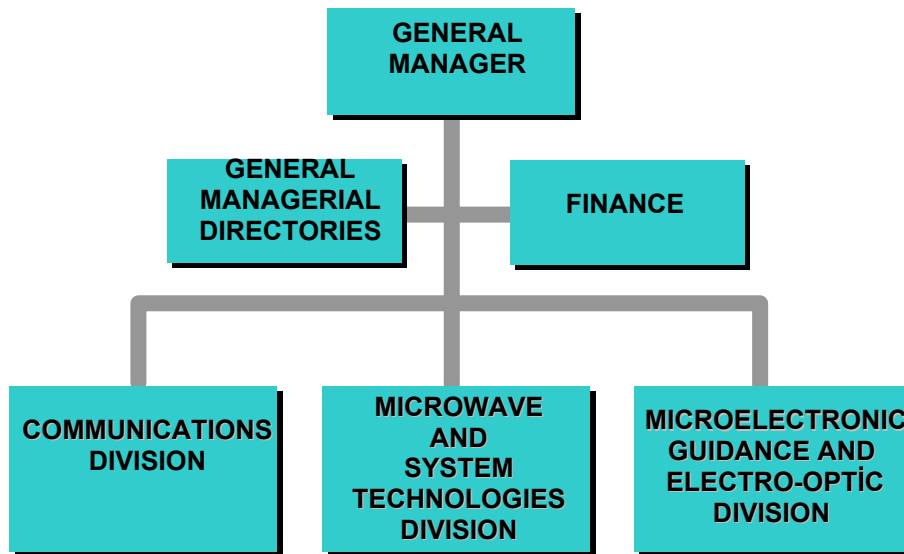 GENERAL
MANAGER
GENERAL
MANAGERIAL
DIRECTORIES
FINANCE
COMMUNICATIONS
DIVISION
MICROWAVE
AND
SYSTEM
TECHNOLOGIES
DIVISION
MICROELECTRONIC
GUIDANCE AND
ELECTRO-OPTİC
DIVISION